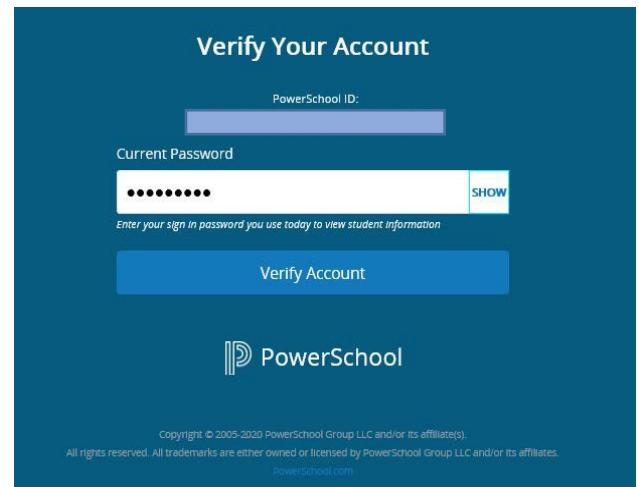 Verify Your Account
PowerSchool ID:
Current Password
●●●●●●●●●
SHOW
Enter your sign in password you use today to view student information
Verify Account
PowerSchool
Copyright © 2005-2020 PowerSchool Group LLC and/or its affiliate(s).
All rights reserved. All trademarks are either owned or licensed by PowerSchool Group LLC and/or its affiliates.
PowerSchool.com